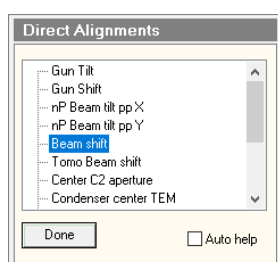 Direct Alignments
Gun Tilt
Gun Shift
nP Beam tilt pp X
nP Beam tilt pp Y
Beam shift
Tomo Beam shift
Center C2 aperture
Condenser center TEM
Done
Auto help